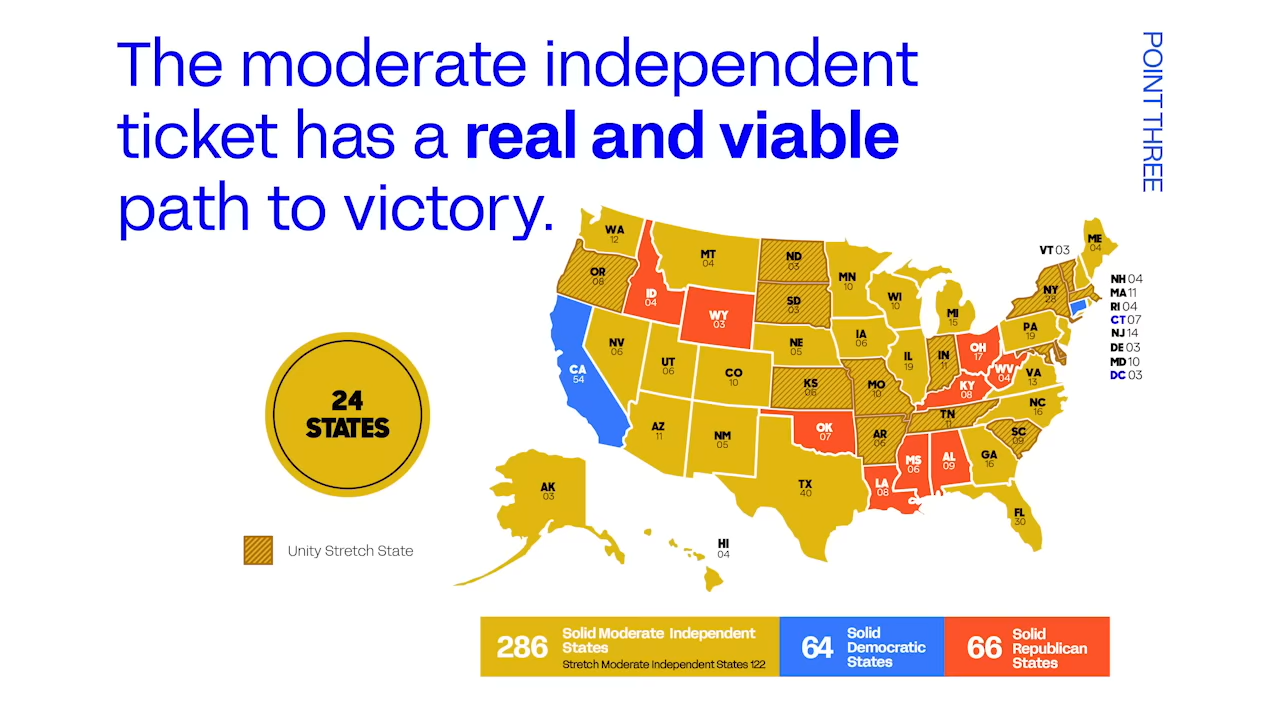 The moderate independent
ticket has a real and viable
path to victory.
POINT THREE
WA
12
OR
08
CA
54
ID
04
NV
06
MT
04
WY
03
UT
06
CO
10
AZ
11
NM
05
ND
03
SD
03
NE
05
KS
06
OK
07
TX
40
MN
10
IA
06
MO
10
AR
06
LA
08
WI
10
IL
19
MI
15
IN
11
OH
17
KY
08
TN
11
MS
06
AL
09
GA
16
FL
30
SC
09
NC
16
VA
13
WV
04
PA
19
NY
28
ME
04
VT 03
NH 04
MA 11
RI 04
CT 07
NJ 14
DE 03
MD 10
DC 03
AK
03
HI
04
24
STATES
Unity Stretch State
286
Solid Moderate Independent
States
Stretch Moderate Independent States 122
64
Solid
Democratic
States
66
Solid
Republican
States